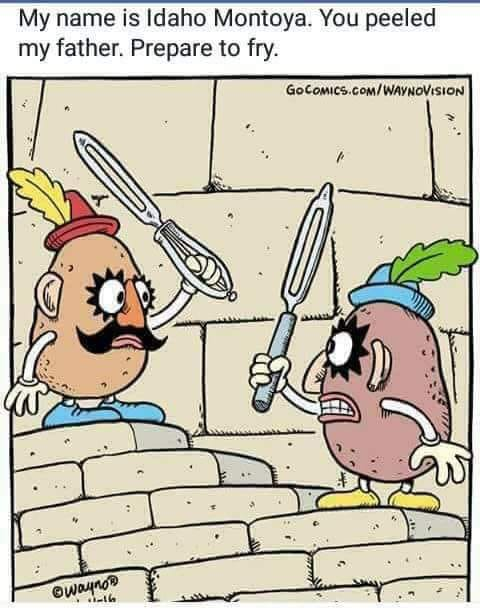 My name is Idaho Montoya. You peeled
my father. Prepare to fry.
GOCOMICS.COM/WAYNOVISION
©wayno®